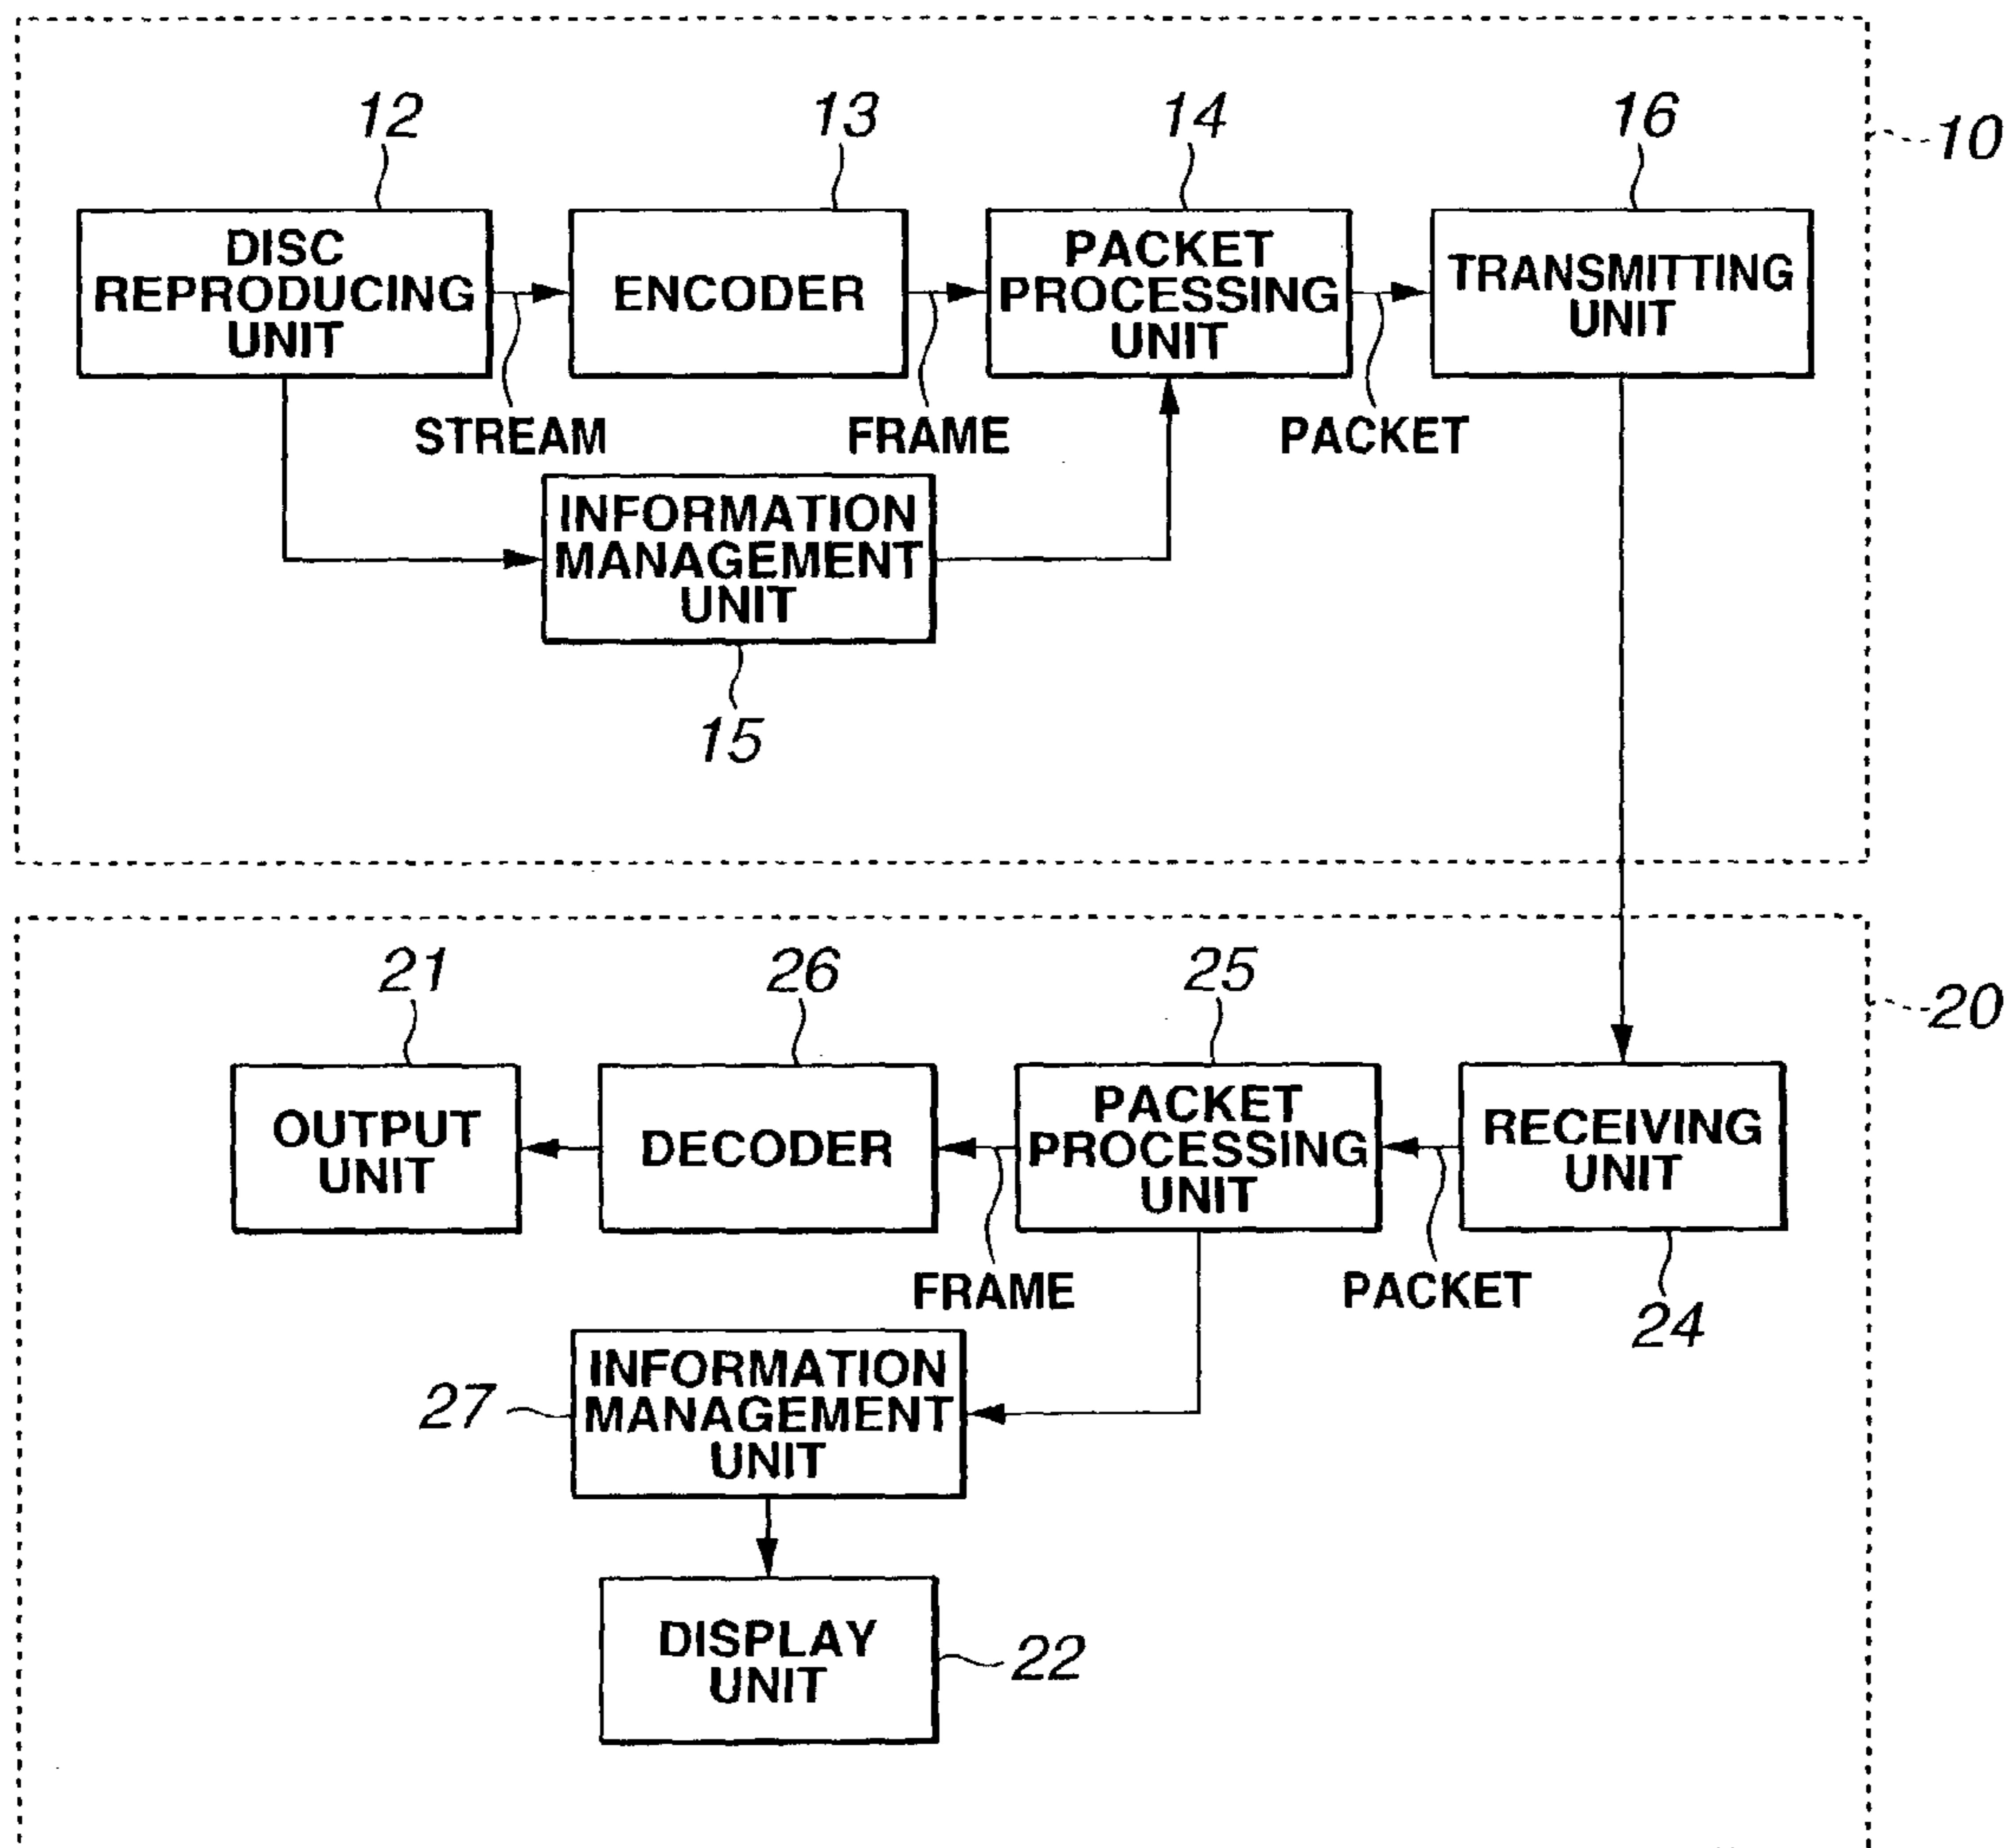 12
13
14
16
10
DISC
REPRODUCING
UNIT
ENCODER
PACKET
PROCESSING
UNIT
TRANSMITTING
UNIT
STREAM
FRAME
PACKET
INFORMATION
MANAGEMENT
UNIT
15
21
26
25
20
OUTPUT
UNIT
DECODER
PACKET
PROCESSING
UNIT
RECEIVING
UNIT
FRAME
PACKET
24
INFORMATION
MANAGEMENT
UNIT
27
DISPLAY
UNIT
22